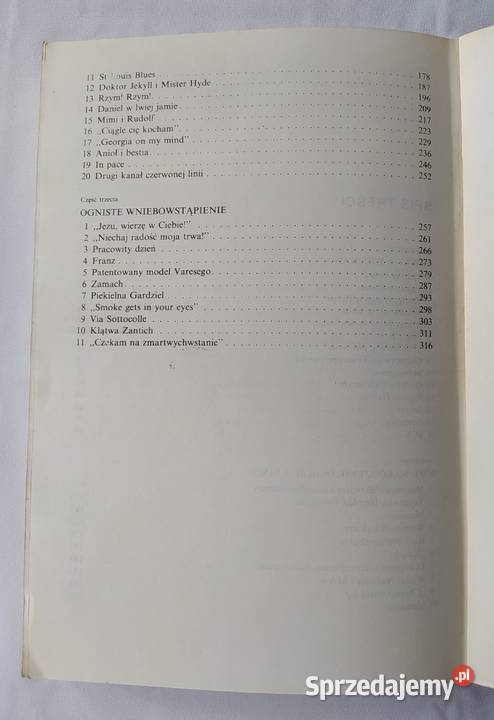 11 St. Louis Blues . . . . . . . . . . 178
12 Doktor Jekyll i Mister Hyde . . . . . . . . . . 187
13 Rzym! Rzym! . . . . . . . . . . 196
14 Daniel w lwiej jamie . . . . . . . . . . 209
15 Mimi i Rudolf . . . . . . . . . . 217
16 „Ciągle cię kocham” . . . . . . . . . . 223
17 „Georgia on my mind” . . . . . . . . . . 229
18 Anioł i bestia . . . . . . . . . . 236
19 In pace . . . . . . . . . . 246
20 Drugi kanał czerwonej linii . . . . . . . . . . 252
Część trzecia
OGNISTE WNIEBOWSTĄPIENIE
1 „Jezu, wierzę w Ciebie!” . . . . . . . . . . 257
2 „Niechaj radość moja trwa!” . . . . . . . . . . 261
3 Pracowity dzień . . . . . . . . . . 266
4 Franz . . . . . . . . . . 273
5 Patentowany model Varesego . . . . . . . . . . 279
6 Zamach . . . . . . . . . . 287
7 Piekielna Gardziel . . . . . . . . . . 293
8 „Smoke gets in your eyes” . . . . . . . . . . 298
9 Via Sottocolle . . . . . . . . . . 303
10 Klątwa Zantich . . . . . . . . . . 311
11 „Czekam na zmartwychwstanie” . . . . . . . . . . 316
SPIS TREŚCI
Sprzedajemy.pl